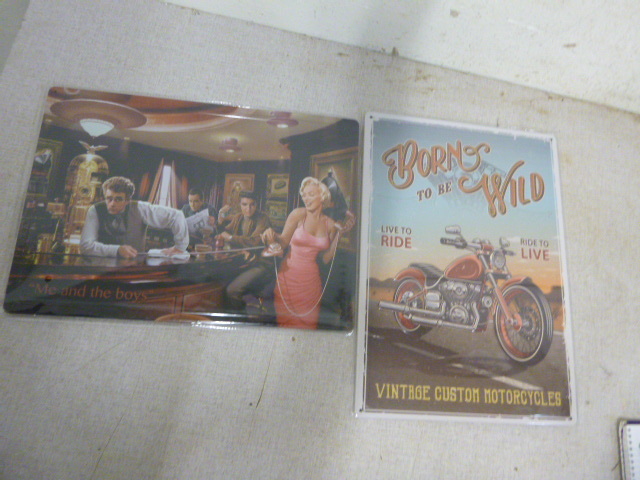 "Me and the boys"
BORN
TO BE WILD
LIVE TO RIDE
RIDE TO LIVE
VINTAGE CUSTOM MOTORCYCLES